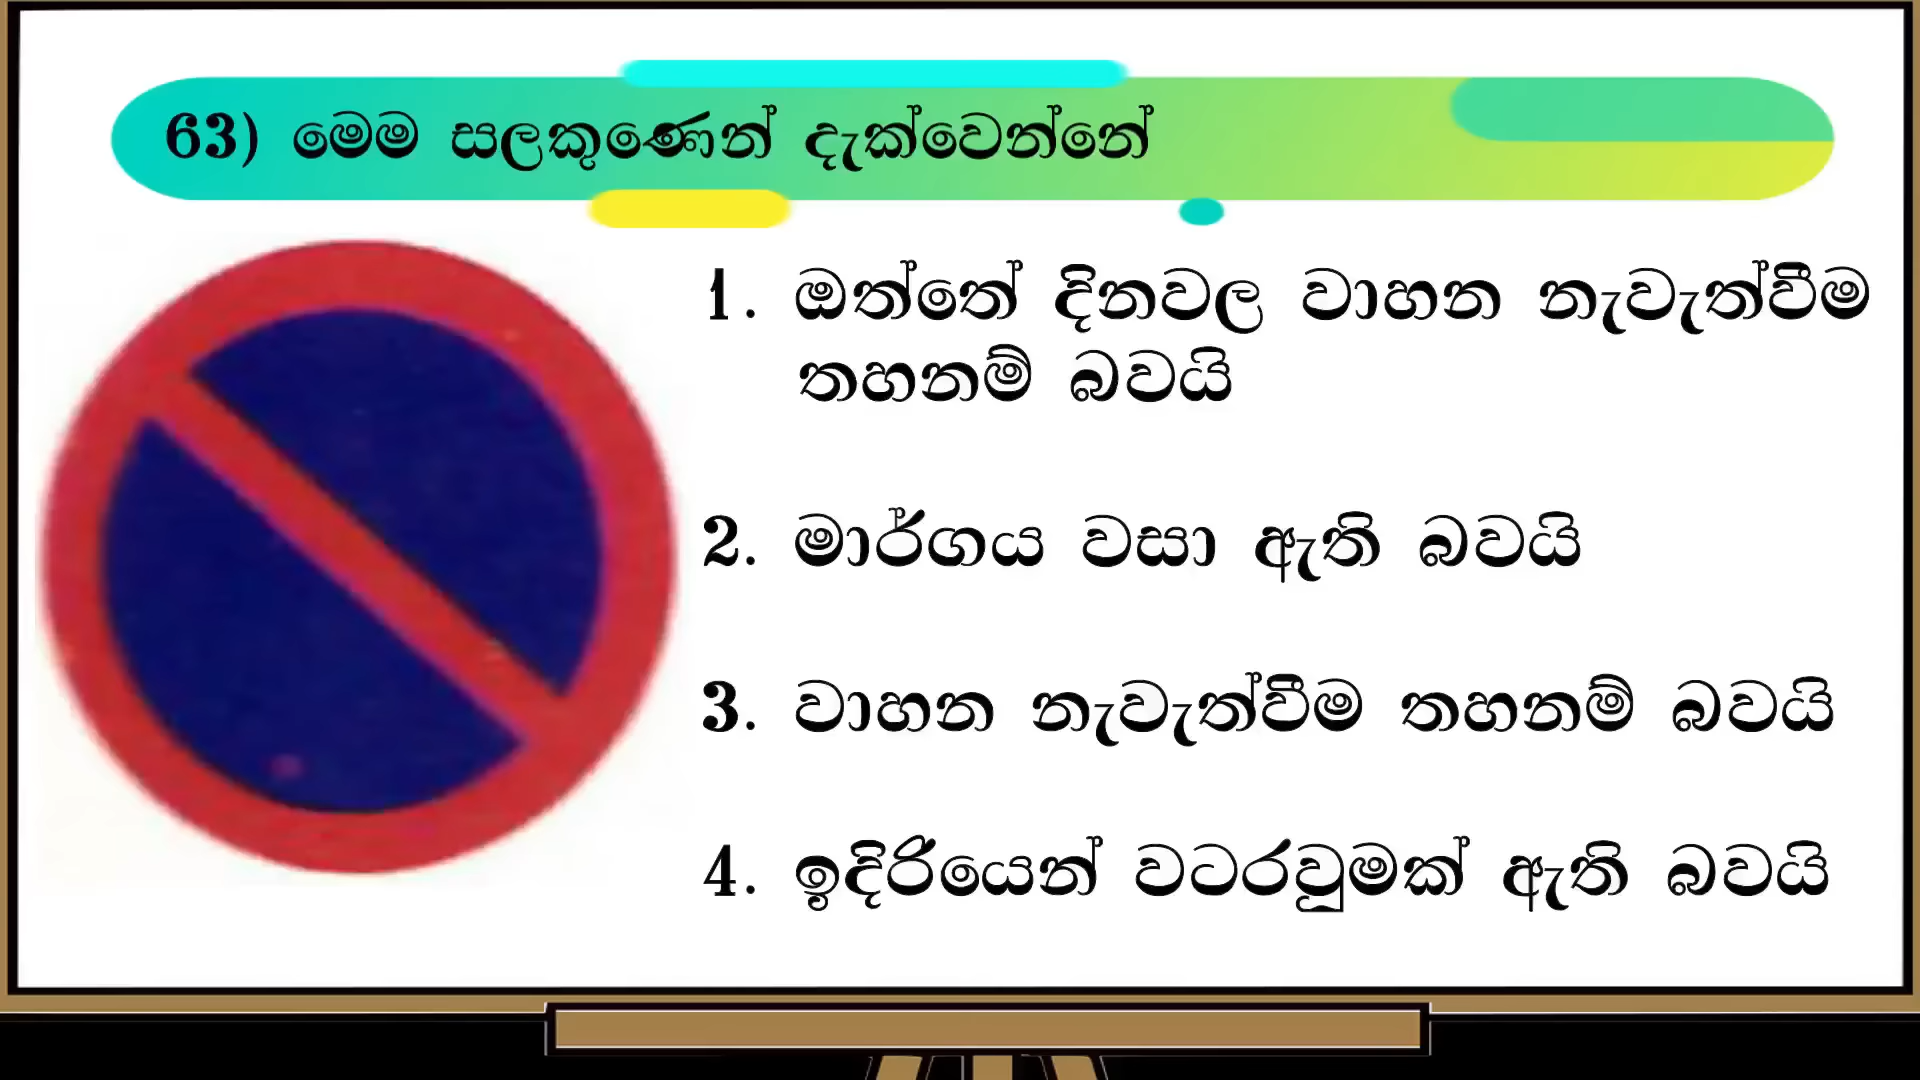 63) මෙම සලකුණෙන් දැක්වෙන්නේ
1. ඔත්තේ දිනවල වාහන නැවැත්වීම
තහනම් බවයි
2. මාර්ගය වසා ඇති බවයි
3. වාහන නැවැත්වීම තහනම් බවයි
4. ඉදිරියෙන් වටරවුමක් ඇති බවයි